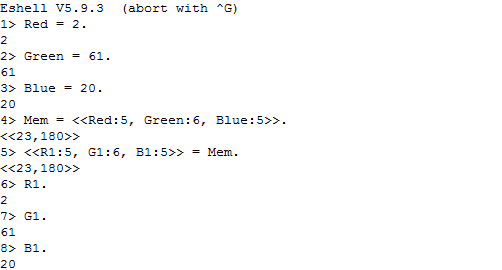 Eshell V5.9.3  (abort with ^G)
1> Red = 2.
2
2> Green = 61.
61
3> Blue = 20.
20
4> Mem = <<Red:5, Green:6, Blue:5>>.
<<23,180>>
5> <<R1:5, G1:6, B1:5>> = Mem.
<<23,180>>
6> R1.
2
7> G1.
61
8> B1.
20